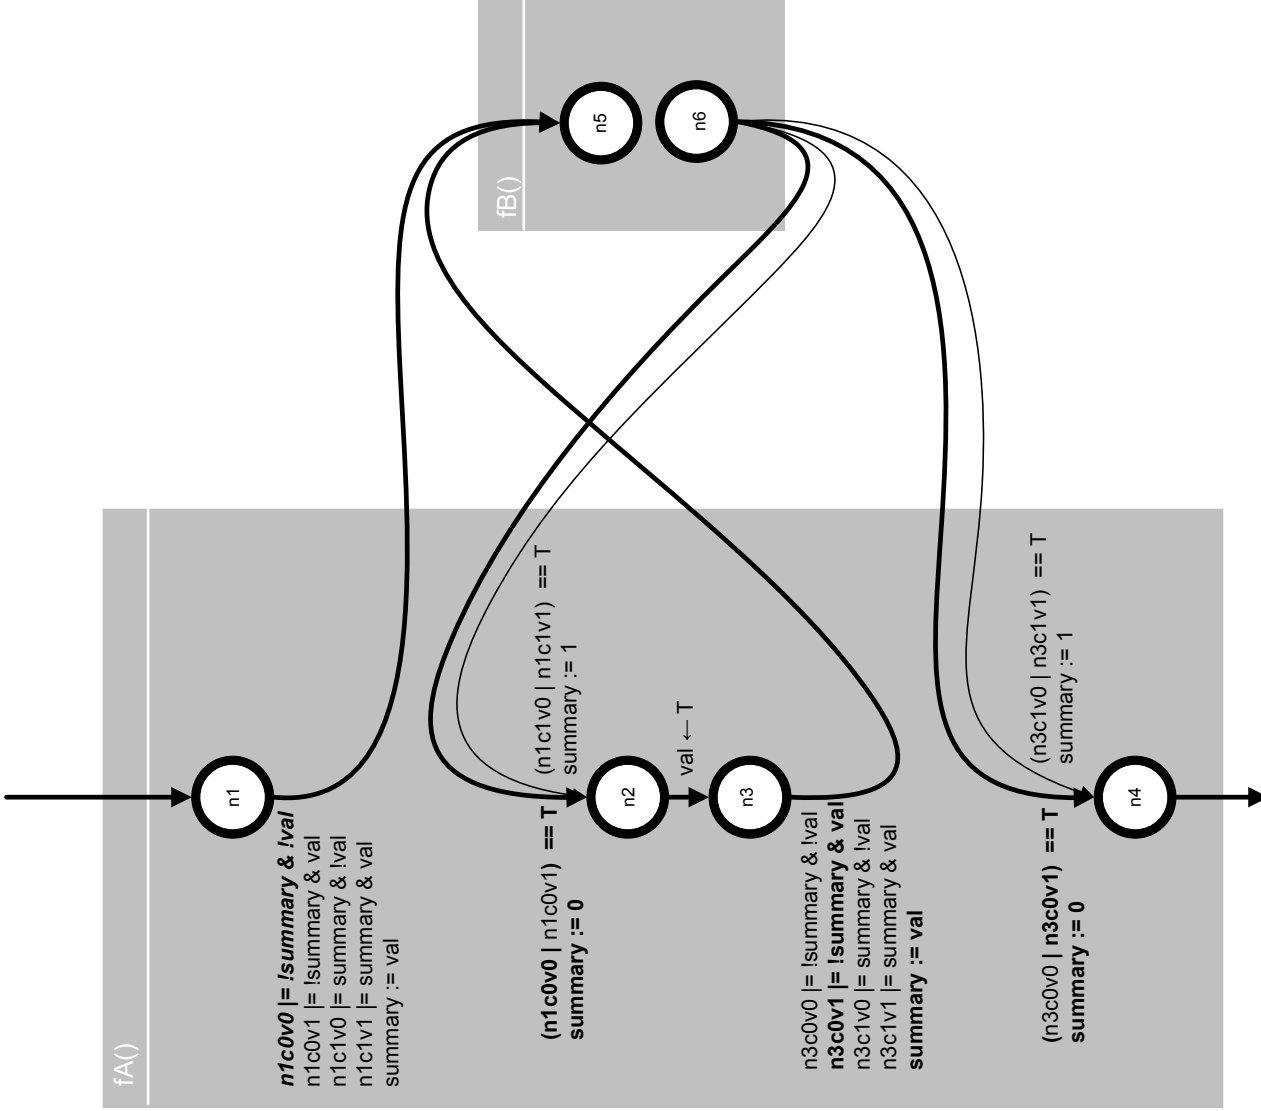 fA()
n1
n1c0v0 |= !summary & !val
n1c0v1 |= !summary & val
n1c1v0 |= summary & !val
n1c1v1 |= summary & val
summary := val
fB()
n5
n6
(n1c0v0 | n1c0v1) == T
summary := 0
(n1c1v0 | n1c1v1) == T
summary := 1
n2
val ← T
n3
n3c0v0 |= !summary & !val
n3c0v1 |= !summary & val
n3c1v0 |= summary & !val
n3c1v1 |= summary & val
summary := val
(n3c0v0 | n3c0v1) == T
summary := 0
(n3c1v0 | n3c1v1) == T
summary := 1
n4